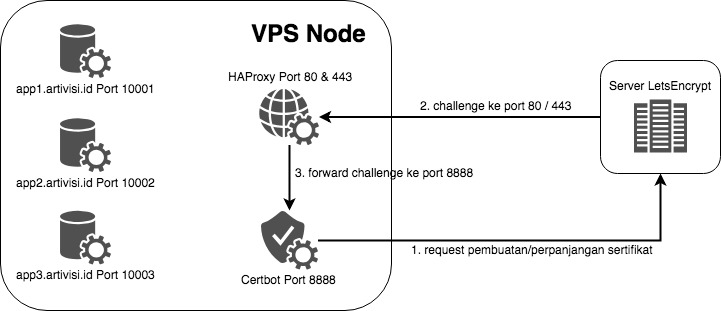 VPS Node
HAProxy Port 80 & 443
app1.artivisi.id Port 10001
app2.artivisi.id Port 10002
app3.artivisi.id Port 10003
Server LetsEncrypt
2. challenge ke port 80 / 443
3. forward challenge ke port 8888
1. request pembuatan/perpanjangan sertifikat
Certbot Port 8888